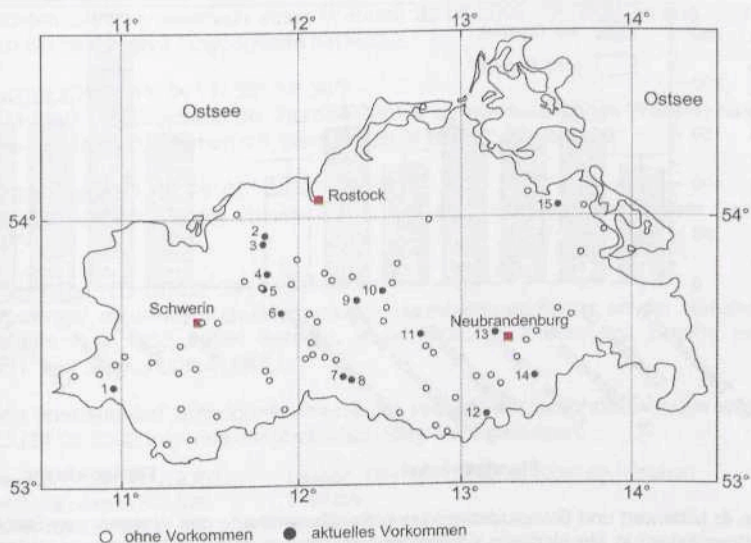 11° 12° 13° 14°
Ostsee
Ostsee
Rostock
54°
54°
15
2
3
4
5
10
9
Schwerin
6
11
Neubrandenburg
13
7
8
14
1
12
53°
53°
11° 12° 13° 14°
○ ohne Vorkommen ● aktuelles Vorkommen